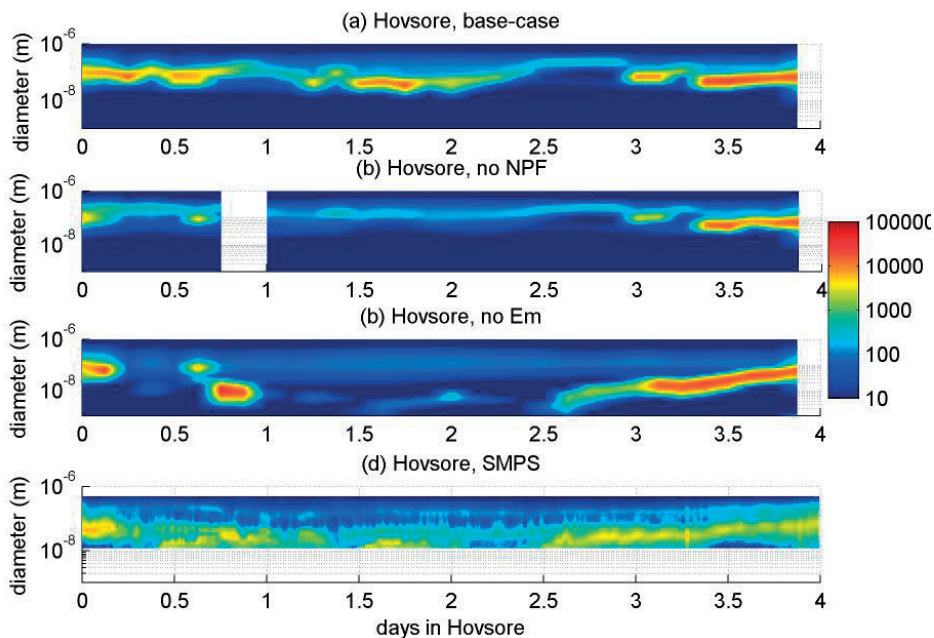 (a) Hovsore, base-case
diameter (m)
10^-6
10^-8
0 0.5 1 1.5 2 2.5 3 3.5 4
(b) Hovsore, no NPF
diameter (m)
10^-6
10^-8
0 0.5 1 1.5 2 2.5 3 3.5 4
(b) Hovsore, no Em
diameter (m)
10^-6
10^-8
0 0.5 1 1.5 2 2.5 3 3.5 4
(d) Hovsore, SMPS
diameter (m)
10^-6
10^-8
0 0.5 1 1.5 2 2.5 3 3.5 4
days in Hovsore
100000
10000
1000
100
10